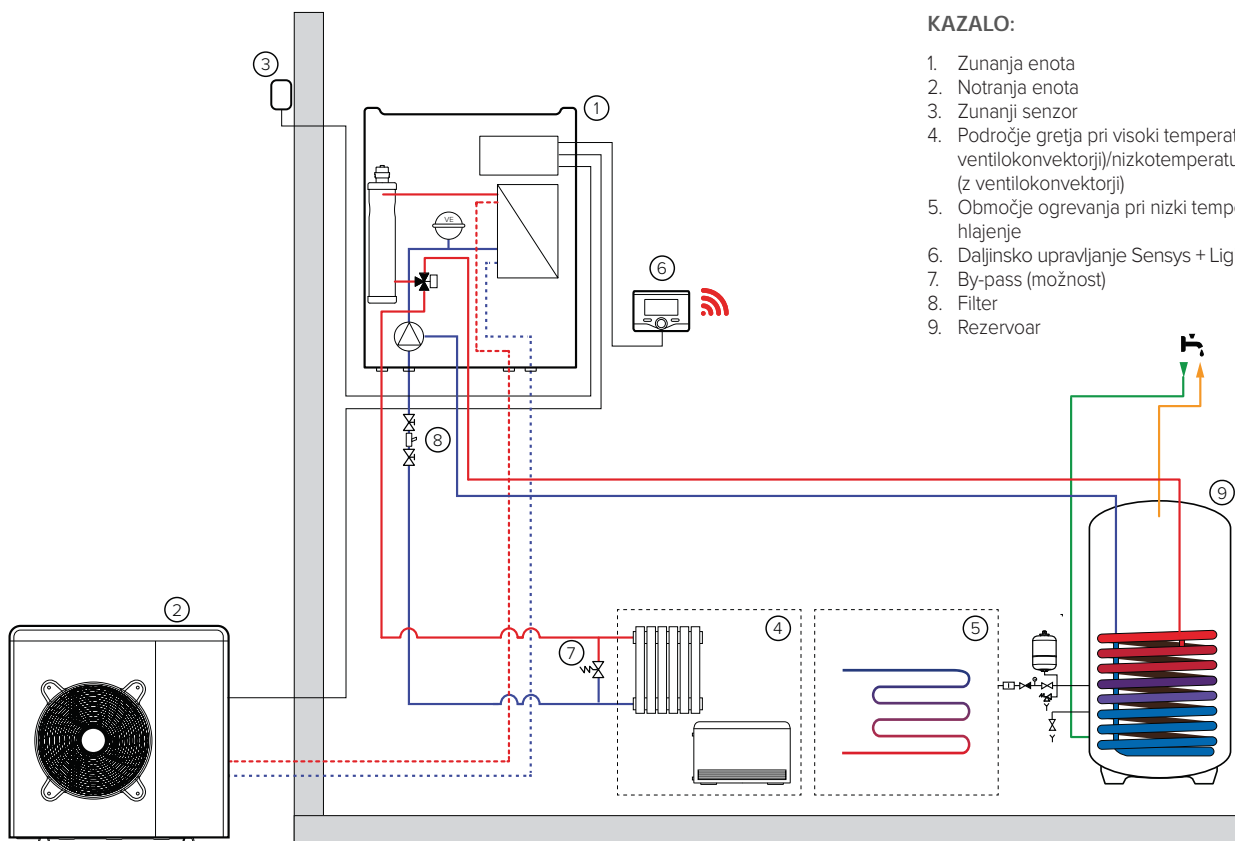 KAZALO:
1. Zunanja enota
2. Notranja enota
3. Zunanji senzor
4. Področje gretja pri visoki
ventilokonvektorji)/nizkotemperatu
(z ventilokonvektorji)
5. Območje ogrevanja pri nizki
hlajenje
6. Daljinsko upravljanje Sensys + Lig
7. By-pass (možnost)
8. Filter
9. Rezervoar
3
1
VE
6
8
9
2
7
4
5